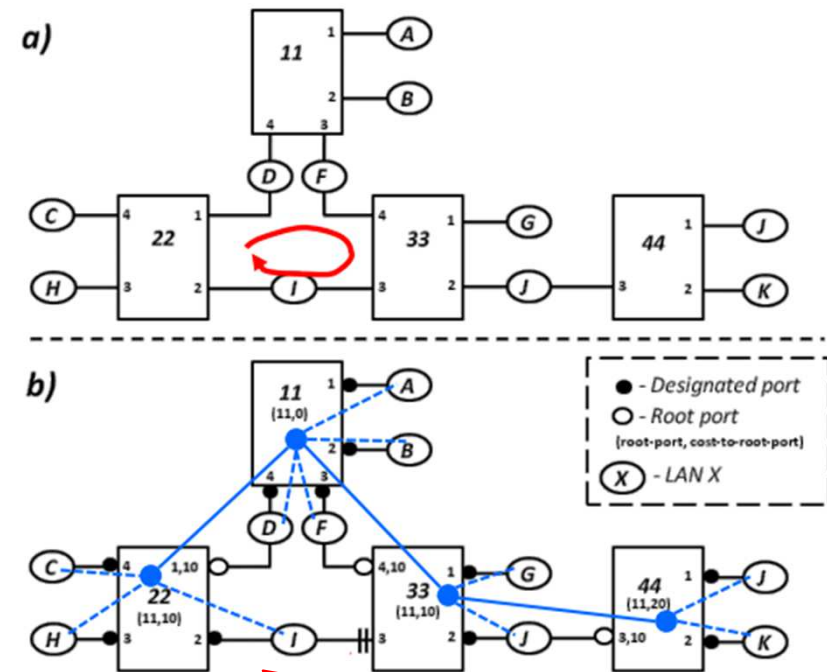 a)
11
1
A
2
B
4 3
D F
C 4 22 1
4 33 1 G
44 1 J
H 3 2 I 3 2 J 3 2 K
b)
11
(11,0)
1
A
2
B
4 3
D F
● - Designated port
○ - Root port
(root-port, cost-to-root-port)
X - LAN X
C 4 1,10
22
(11,10)
4,10 33 1 G
(11,10)
44 1 J
(11,20)
H 3 2 I 3 2 J 3,10 2 K